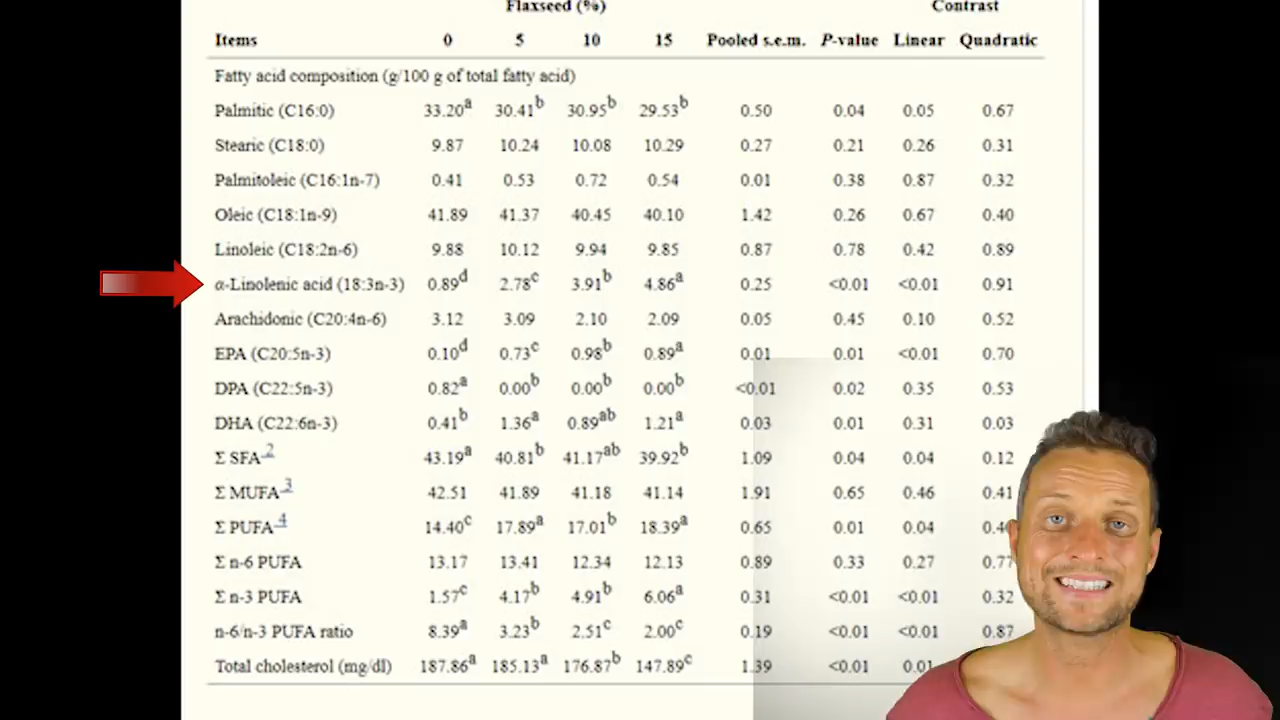 Flaxseed (%) Contrast
Items 0 5 10 15 Pooled s.e.m. P-value Linear Quadratic
Fatty acid composition (g/100 g of total fatty acid)
Palmitic (C16:0) 33.20a 30.41b 30.95b 29.53b 0.50 0.04 0.05 0.67
Stearic (C18:0) 9.87 10.24 10.08 10.29 0.27 0.21 0.26 0.31
Palmitoleic (C16:1n-7) 0.41 0.53 0.72 0.54 0.01 0.38 0.87 0.32
Oleic (C18:1n-9) 41.89 41.37 40.45 40.10 1.42 0.26 0.67 0.40
Linoleic (C18:2n-6) 9.88 10.12 9.94 9.85 0.87 0.78 0.42 0.89
α-Linolenic acid (18:3n-3) 0.89d 2.78c 3.91b 4.86a 0.25 <0.01 <0.01 0.91
Arachidonic (C20:4n-6) 3.12 3.09 2.10 2.09 0.05 0.45 0.10 0.52
EPA (C20:5n-3) 0.10d 0.73c 0.98b 0.89a 0.01 0.01 <0.01 0.70
DPA (C22:5n-3) 0.82a 0.00b 0.00b 0.00b <0.01 0.02 0.35 0.53
DHA (C22:6n-3) 0.41b 1.36a 0.89ab 1.21a 0.03 0.01 0.31 0.03
Σ SFA 2 43.19a 40.81b 41.17ab 39.92b 1.09 0.04 0.04 0.12
Σ MUFA 3 42.51 41.89 41.18 41.14 1.91 0.65 0.46 0.41
Σ PUFA 4 14.40c 17.89a 17.01b 18.39a 0.65 0.01 0.04
Σ n-6 PUFA 13.17 13.41 12.34 12.13 0.89 0.33 0.27 0.77
Σ n-3 PUFA 1.57c 4.17b 4.91b 6.06a 0.31 <0.01 <0.01 0.32
n-6/n-3 PUFA ratio 8.39a 3.23b 2.51c 2.00c 0.19 <0.01 <0.01 0.87
Total cholesterol (mg/dl) 187.86a 185.13a 176.87b 147.89c 1.39 <0.01 0.01